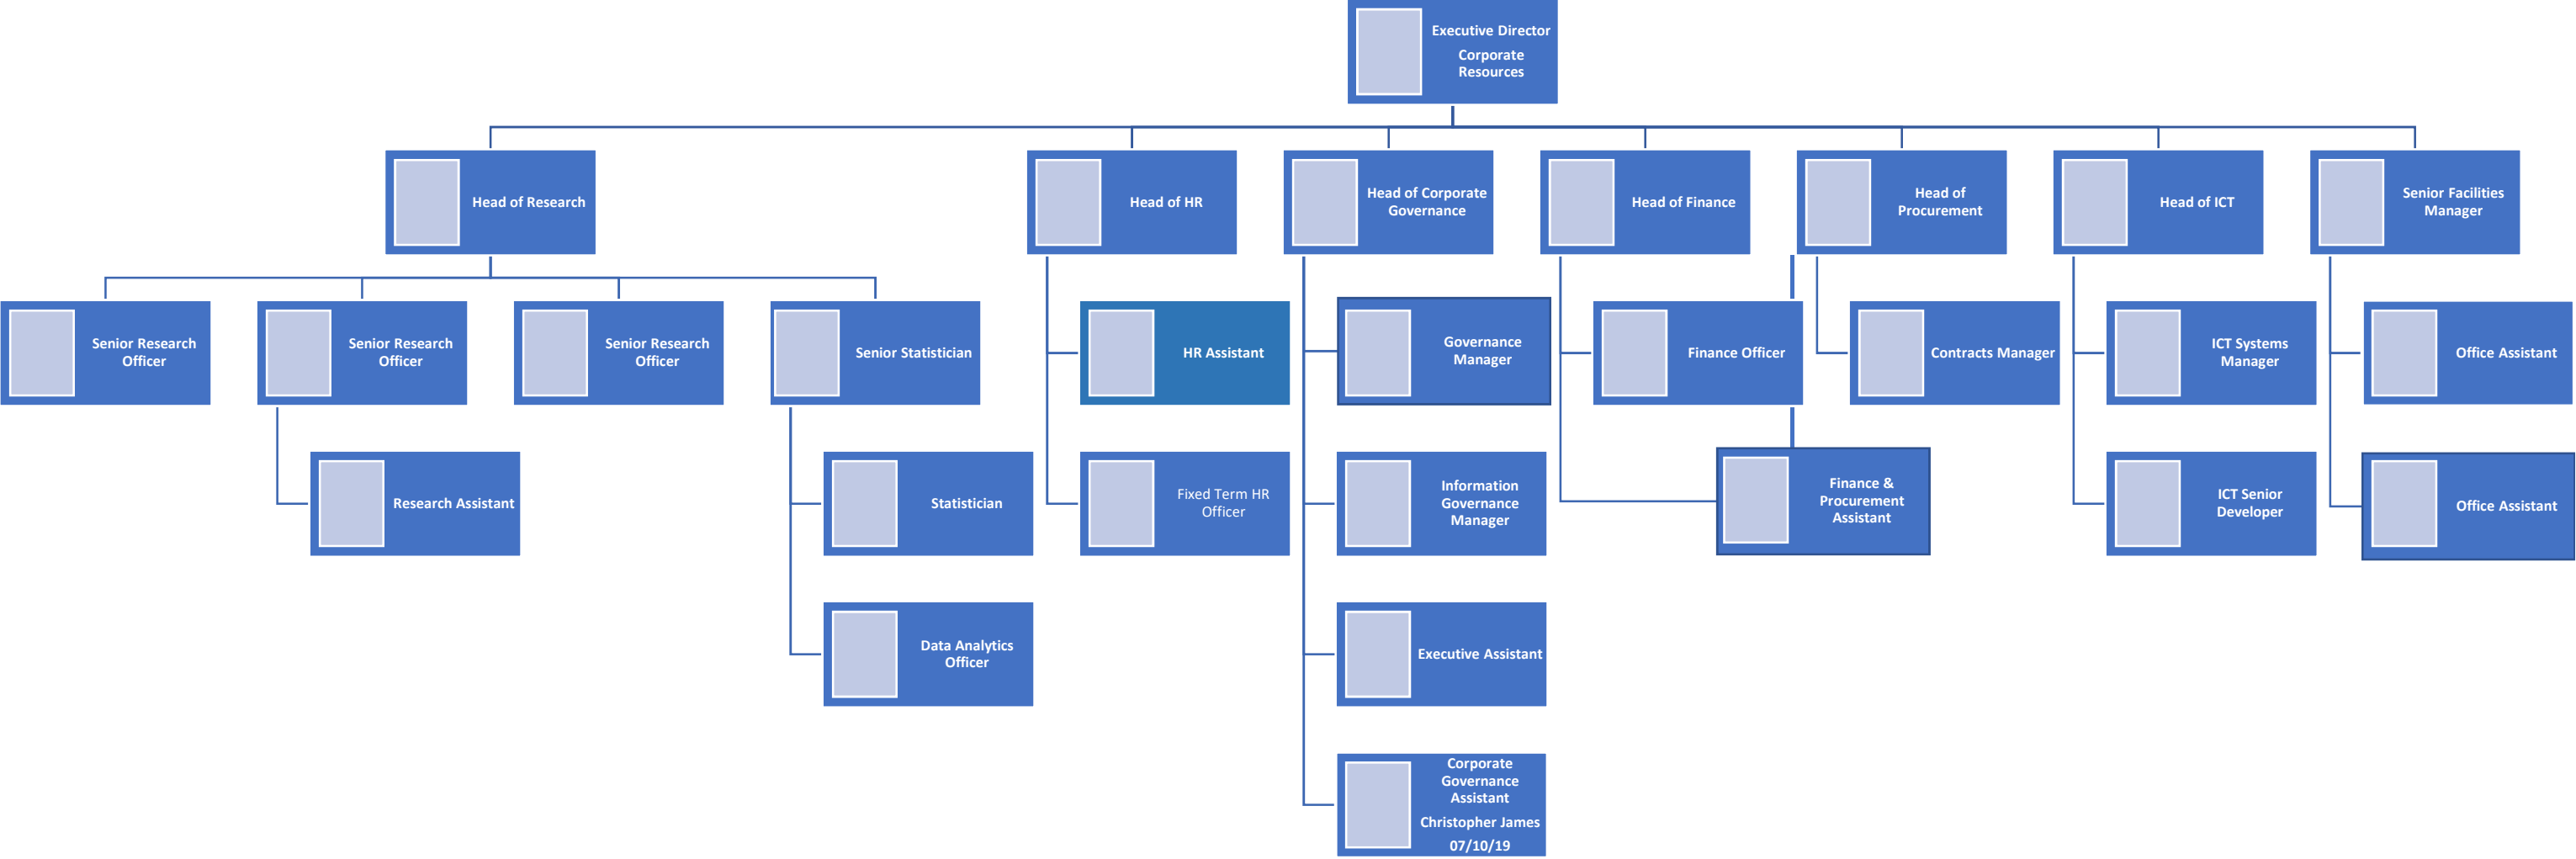 Executive Director
Corporate
Resources
Head of Research
Head of HR
Head of Corporate
Governance
Head of Finance
Head of
Procurement
Head of ICT
Senior Facilities
Manager
Senior Research
Officer
Senior Research
Officer
Senior Research
Officer
Senior Statistician
HR Assistant
Governance
Manager
Finance Officer
Contracts Manager
ICT Systems
Manager
Office Assistant
Research Assistant
Statistician
Fixed Term HR
Officer
Information
Governance
Manager
Finance &
Procurement
Assistant
ICT Senior
Developer
Office Assistant
Data Analytics
Officer
Executive Assistant
Corporate
Governance
Assistant
Christopher James
07/10/19